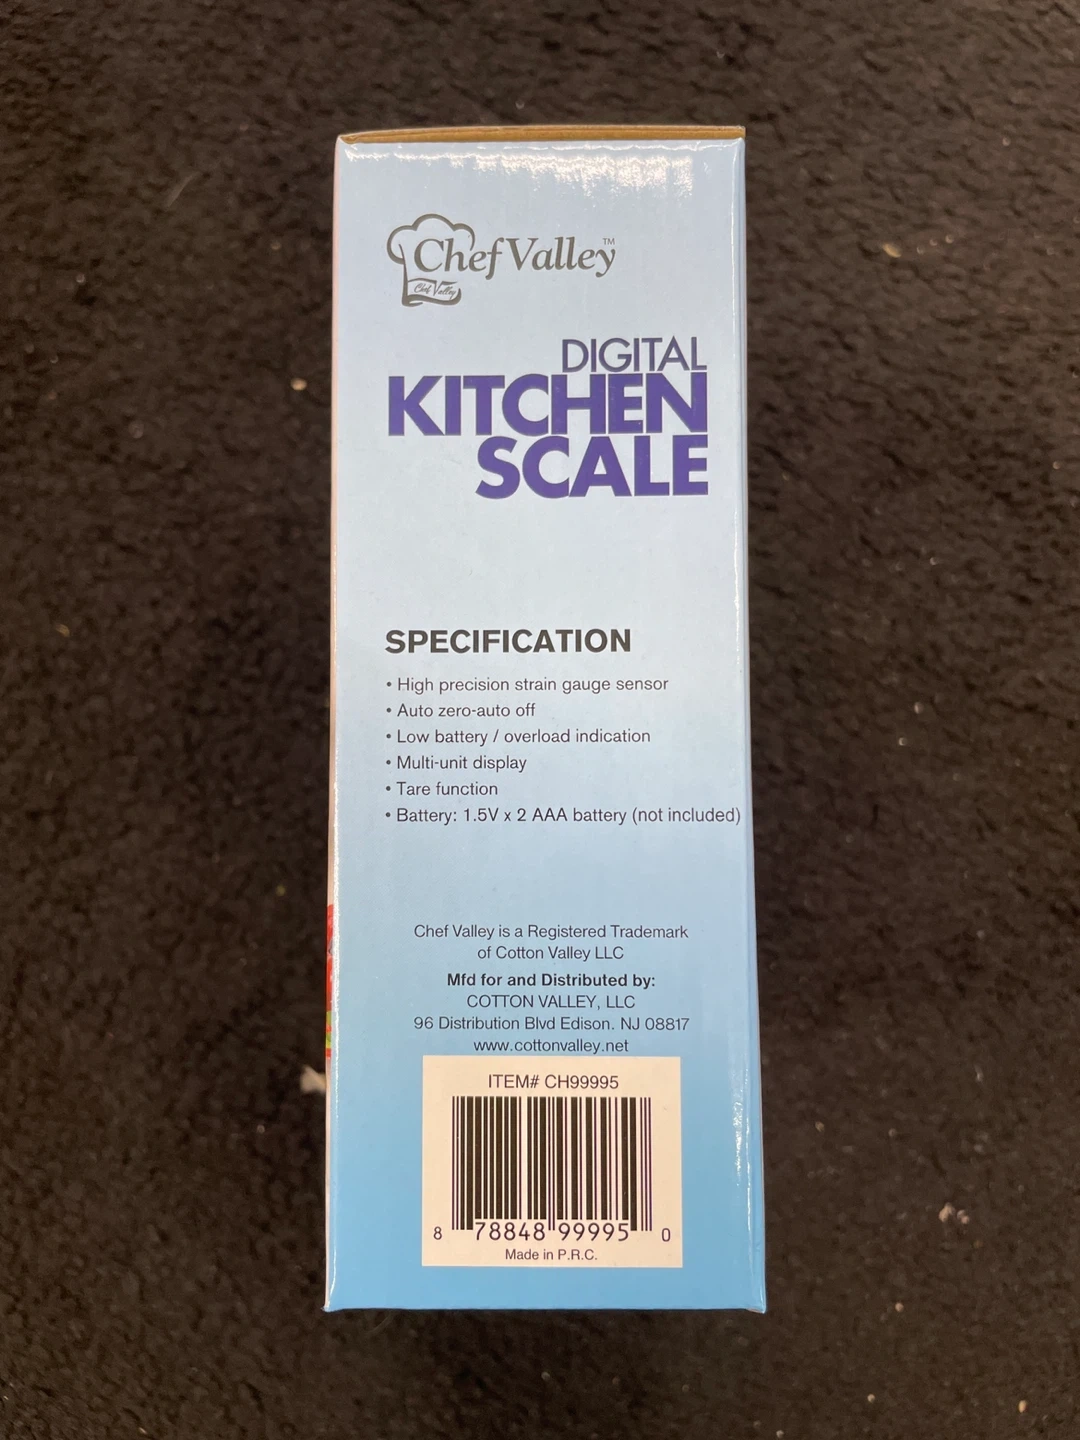 Chef Valley™
Chef Valley
DIGITAL
KITCHEN
SCALE
SPECIFICATION
• High precision strain gauge sensor
• Auto zero-auto off
• Low battery / overload indication
• Multi-unit display
• Tare function
• Battery: 1.5V x 2 AAA battery (not included)
Chef Valley is a Registered Trademark
of Cotton Valley LLC
Mfd for and Distributed by:
COTTON VALLEY, LLC
96 Distribution Blvd Edison. NJ 08817
www.cottonvalley.net
ITEM# CH99995
8 78848 99995 0
Made in P.R.C.